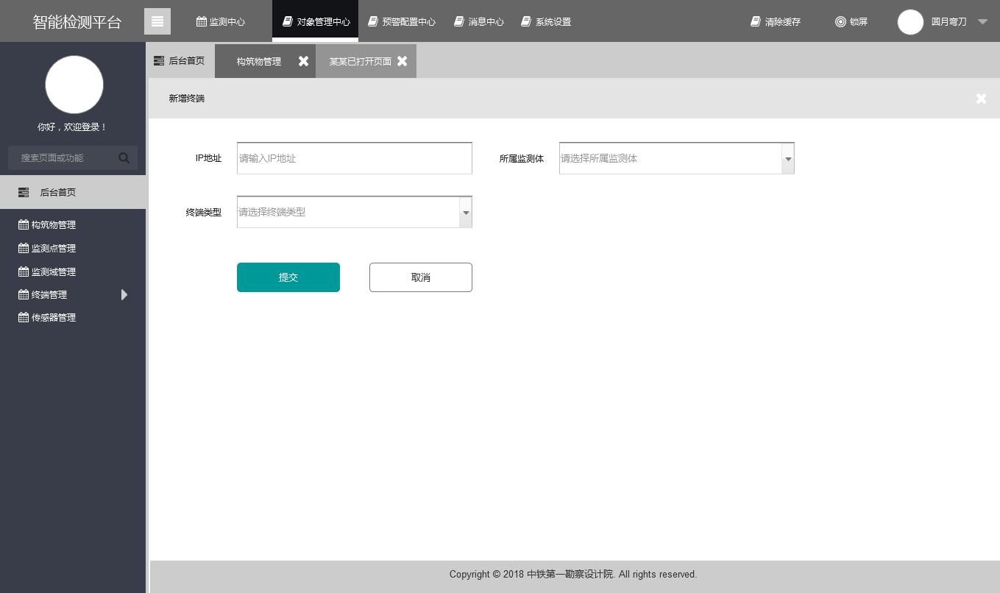 智能检测平台
监测中心
对象管理中心
预警配置中心
消息中心
系统设置
清除缓存
锁屏
圆月弯刀
后台首页
构筑物管理
某某已打开页面
你好，欢迎登录！
搜索页面或功能
后台首页
构筑物管理
监测点管理
监测域管理
终端管理
传感器管理
新增终端
IP地址
请输入IP地址
所属监测体
请选择所属监测体
终端类型
请选择终端类型
提交
取消
Copyright © 2018 中铁第一勘察设计院. All rights reserved.